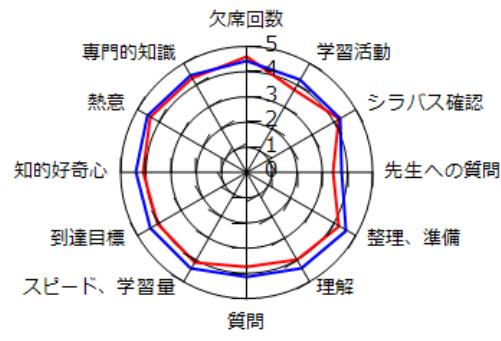 欠席回数
専門的知識
学習活動
熱意
シラバス確認
知的好奇心
先生への質問
到達目標
整理、準備
スピード、学習量
理解
質問
5
4
3
2
1
0